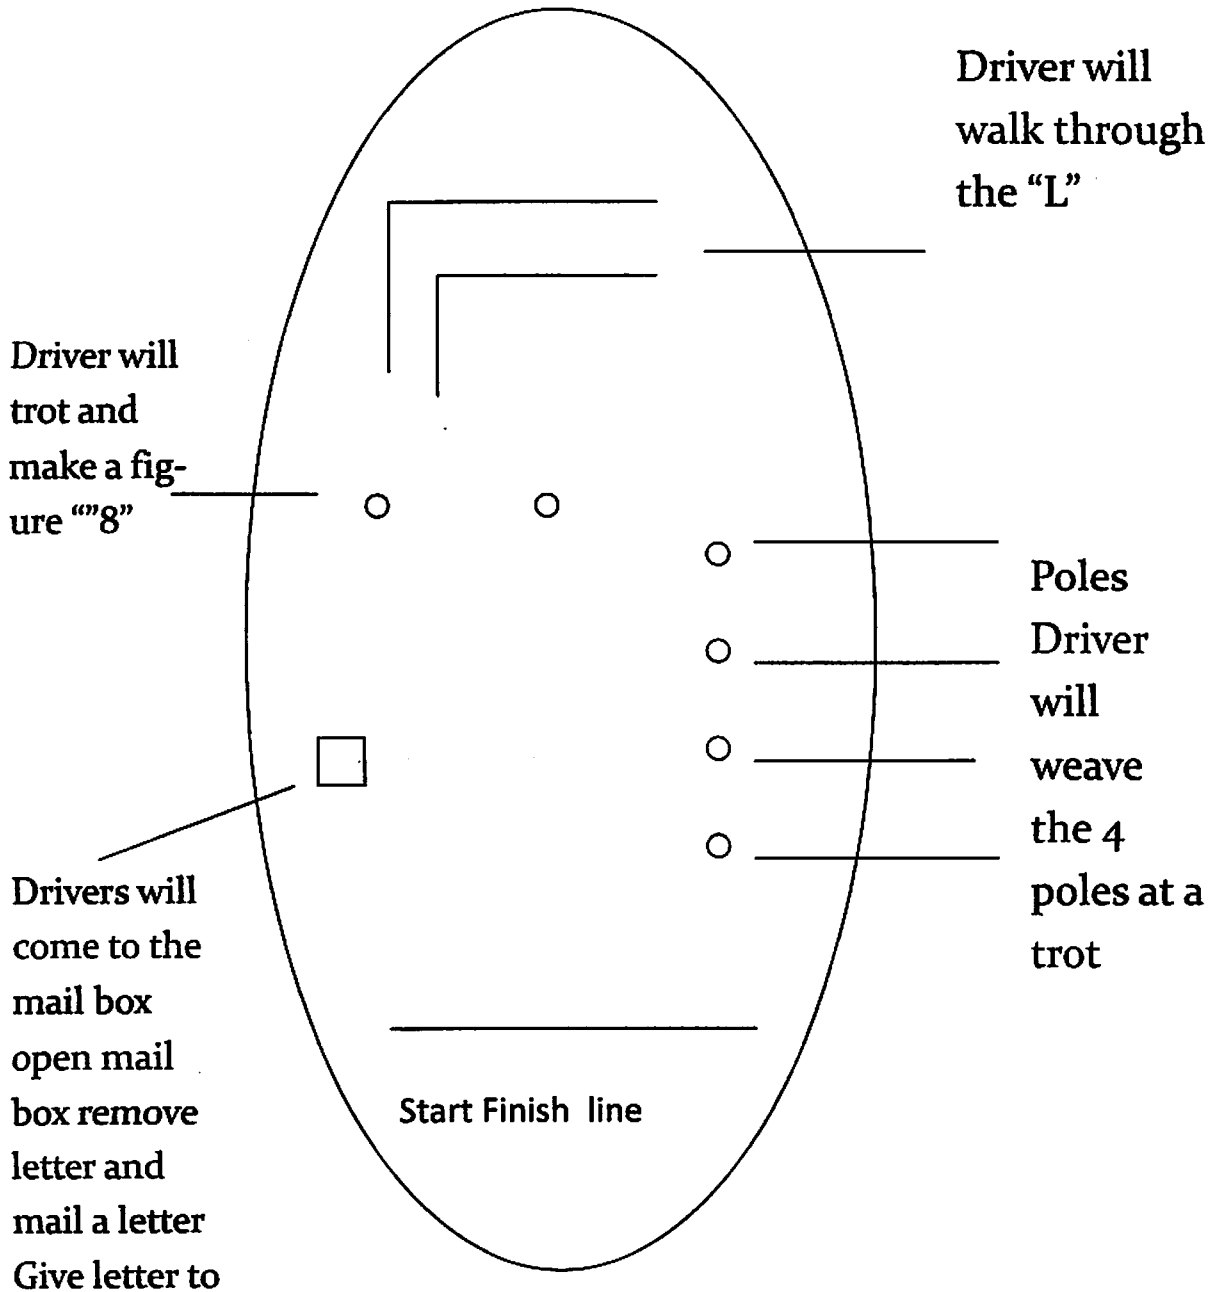 Driver will
walk through
the “L”
Driver will
trot and
make a fig-
ure “”8”
Poles
Driver
will
weave
the 4
poles at a
trot
Drivers will
come to the
mail box
open mail
box remove
letter and
mail a letter
Give letter to
Start Finish line